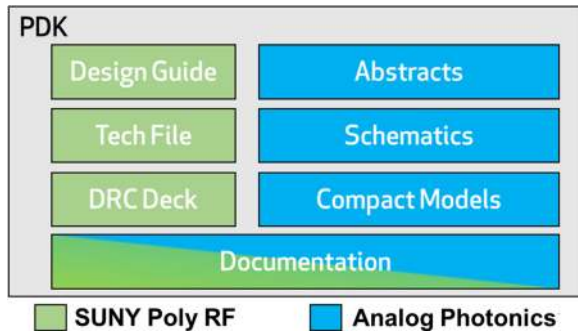 PDK
Design Guide Abstracts
Tech File Schematics
DRC Deck Compact Models
Documentation
SUNY Poly RF Analog Photonics